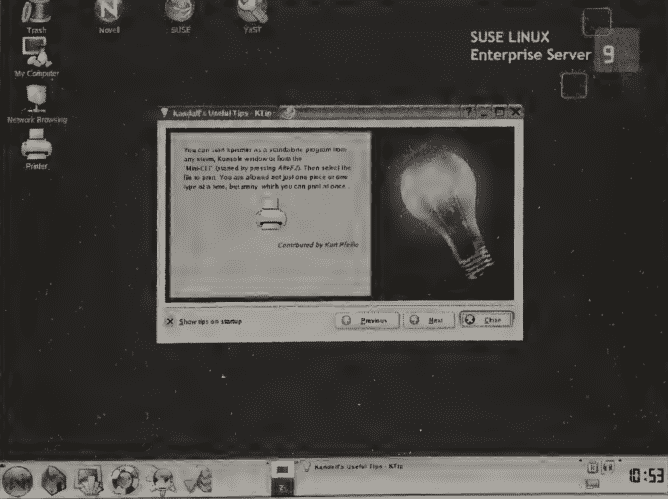 Trash
Novell
SUSE
YaST
SUSE LINUX
Enterprise Server 9
My Computer
Network Browsing
Printer
Kandalf's Useful Tips - KTip
You can start kprinter as a standalone program from
any xterm, Konsole window or from the
"MiniCLI" (started by pressing Alt+F2). Then select the
file to print. You are allowed not just one piece or one
type at a time, but many, which you can print at once.
Contributed by Kurt Pfeifle
Show tips on startup
Previous
Next
Close
Kandalf's Useful Tips - KTip
10:53